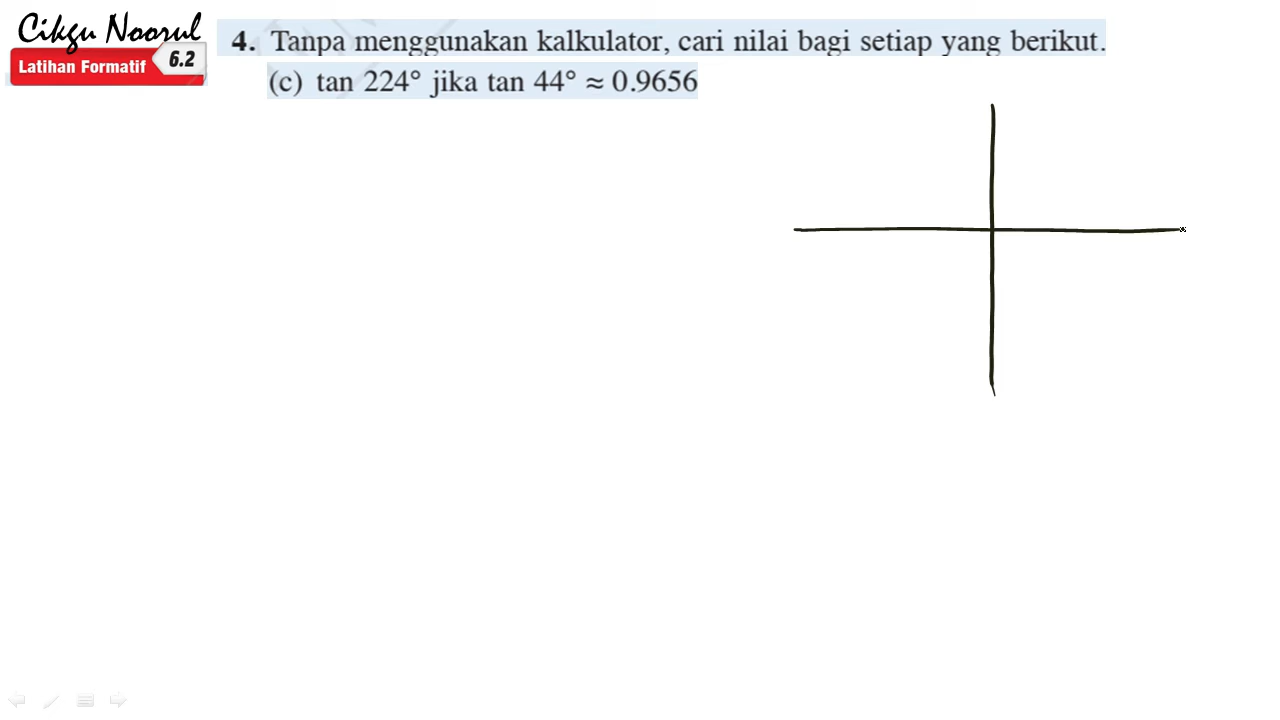 Cikgu Noorul
Latihan Formatif 6.2
4. Tanpa menggunakan kalkulator, cari nilai bagi setiap yang berikut.
(c) tan 224° jika tan 44° ≈ 0.9656